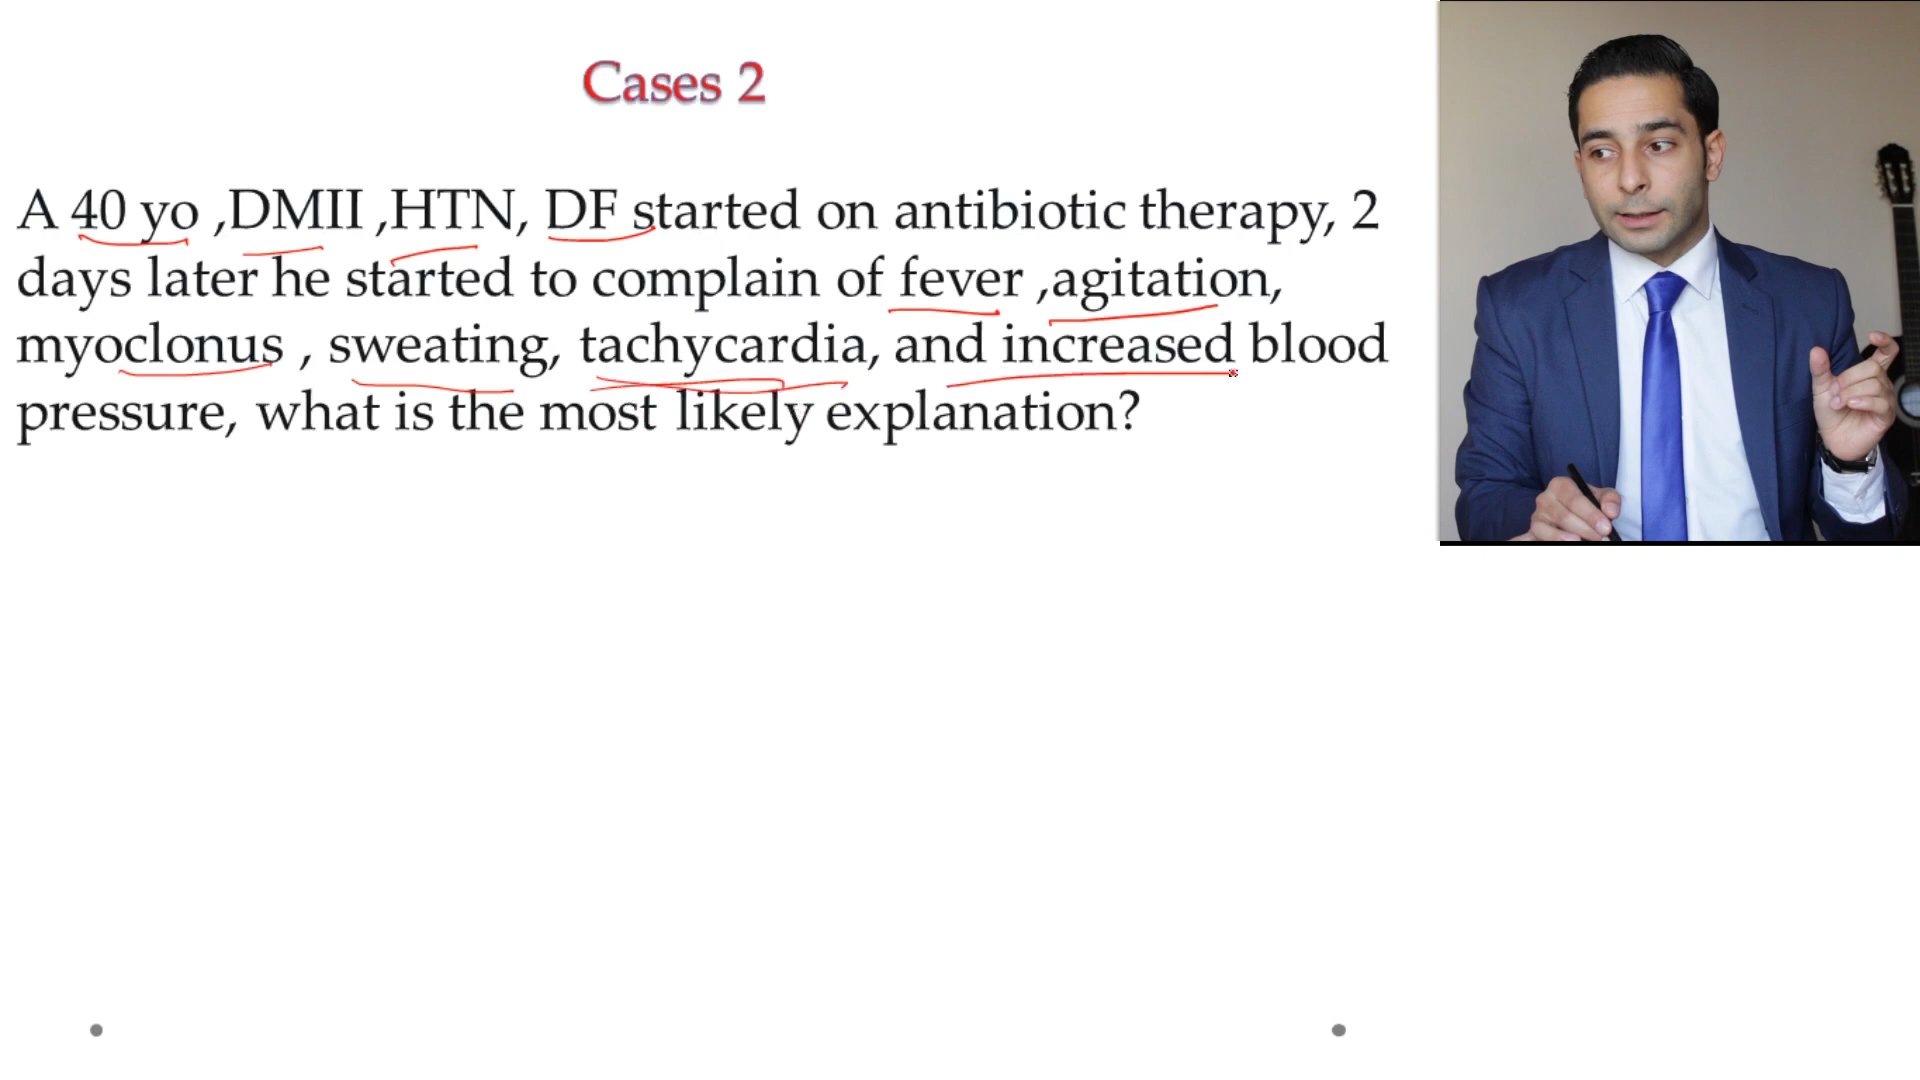 Cases 2
A 40 yo ,DMII ,HTN, DF started on antibiotic therapy, 2
days later he started to complain of fever ,agitation,
myoclonus , sweating, tachycardia, and increased blood
pressure, what is the most likely explanation?